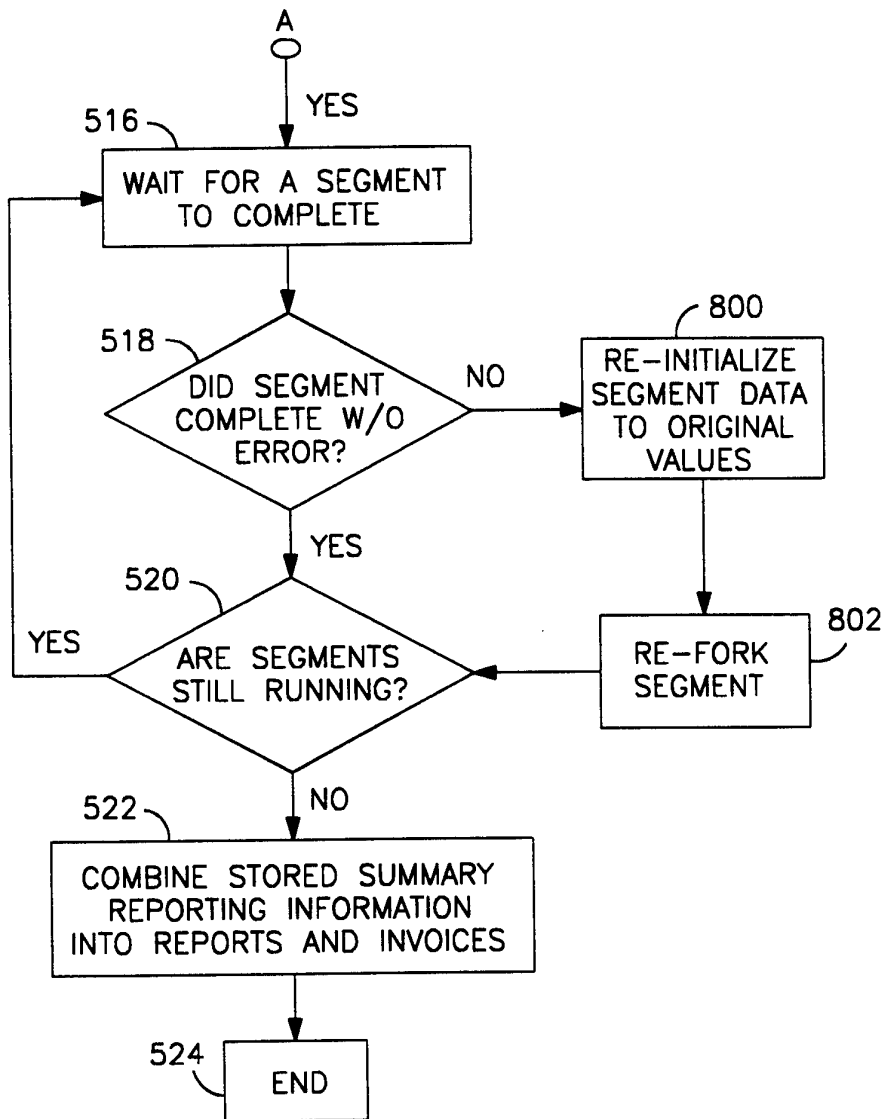 A
YES
516
WAIT FOR A SEGMENT
TO COMPLETE
518
DID SEGMENT
COMPLETE W/O
ERROR?
NO
800
RE-INITIALIZE
SEGMENT DATA
TO ORIGINAL
VALUES
YES
520
YES
ARE SEGMENTS
STILL RUNNING?
802
RE-FORK
SEGMENT
NO
522
COMBINE STORED SUMMARY
REPORTING INFORMATION
INTO REPORTS AND INVOICES
524
END